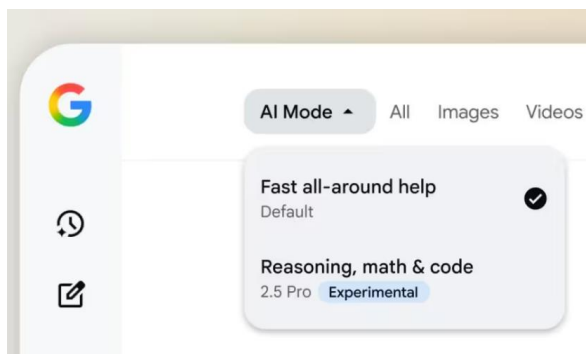 AI Mode All Images Videos
Fast all-around help
Default
Reasoning, math & code
2.5 Pro Experimental